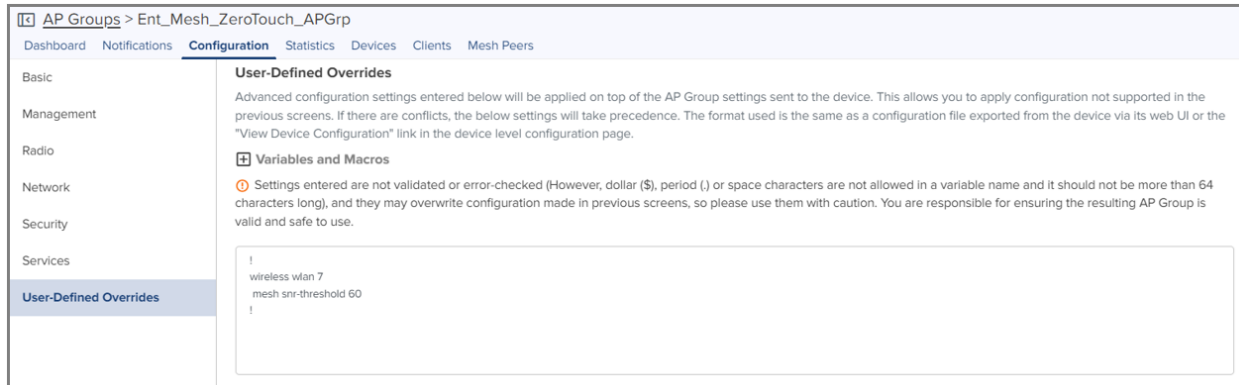 AP Groups > Ent_Mesh_ZeroTouch_APGrp
Dashboard Notifications Configuration Statistics Devices Clients Mesh Peers
Basic
Management
Radio
Network
Security
Services
User-Defined Overrides
User-Defined Overrides
Advanced configuration settings entered below will be applied on top of the AP Group settings sent to the device. This allows you to apply configuration not supported in the
previous screens. If there are conflicts, the below settings will take precedence. The format used is the same as a configuration file exported from the device via its web UI or the
"View Device Configuration" link in the device level configuration page.
Variables and Macros
Settings entered are not validated or error-checked (However, dollar ($), period (.) or space characters are not allowed in a variable name and it should not be more than 64
characters long), and they may overwrite configuration made in previous screens, so please use them with caution. You are responsible for ensuring the resulting AP Group is
valid and safe to use.
!
wireless wlan 7
mesh snr-threshold 60
!